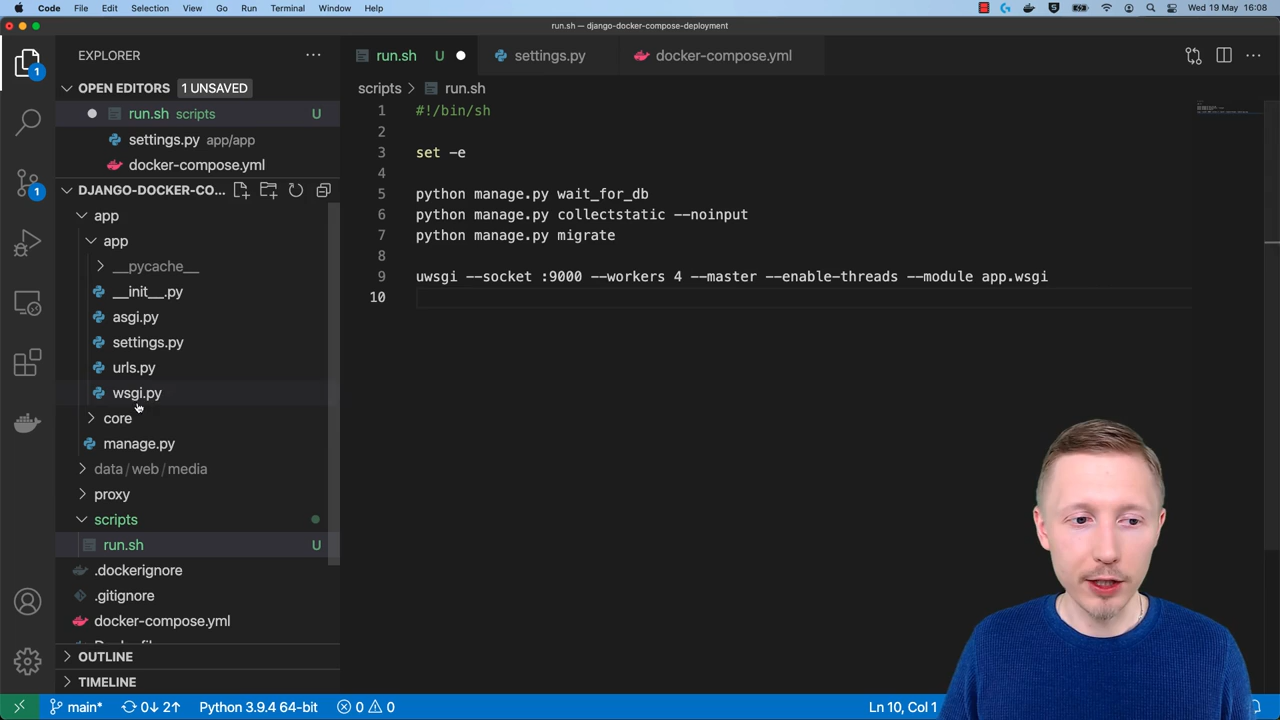 Code File Edit Selection View Go Run Terminal Window Help
5
Wed 19 May 16:08
run.sh — django-docker-compose-deployment
EXPLORER
run.sh U
settings.py
docker-compose.yml
1
OPEN EDITORS 1 UNSAVED
scripts > run.sh
run.sh scripts U
settings.py app/app
docker-compose.yml
DJANGO-DOCKER-CO...
1
app
app
__pycache__
__init__.py
asgi.py
settings.py
urls.py
wsgi.py
core
manage.py
data / web / media
proxy
scripts
run.sh U
.dockerignore
.gitignore
docker-compose.yml
OUTLINE
TIMELINE
1 #!/bin/sh
2
3 set -e
4
5 python manage.py wait_for_db
6 python manage.py collectstatic --noinput
7 python manage.py migrate
8
9 uwsgi --socket :9000 --workers 4 --master --enable-threads --module app.wsgi
10
main* 0↓ 2↑ Python 3.9.4 64-bit 0 0 Ln 10, Col 1